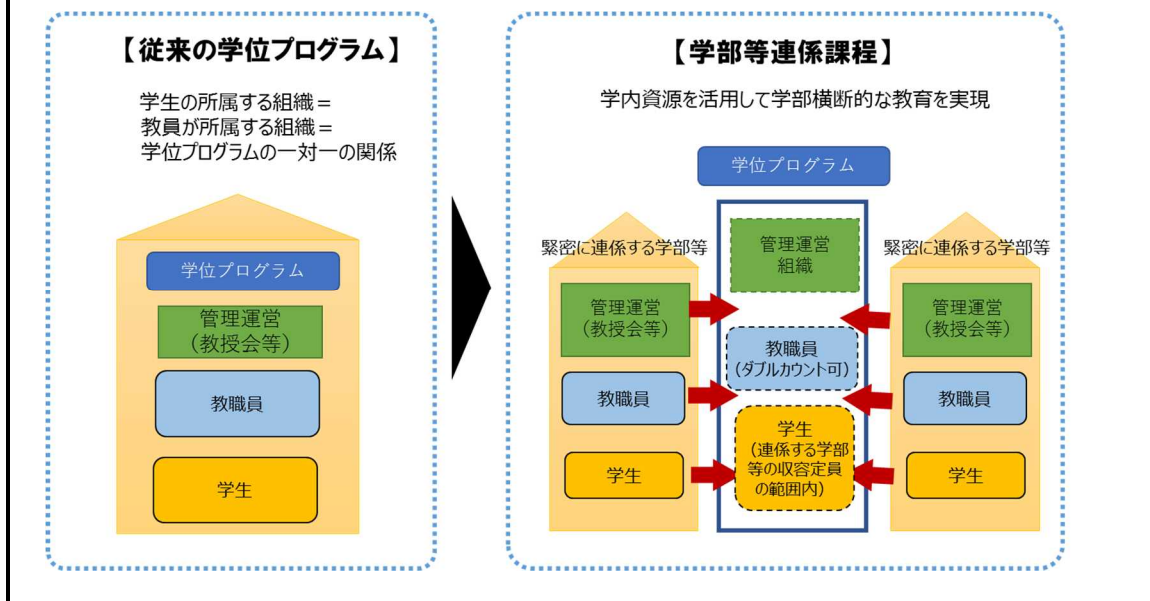 【従来の学位プログラム】
学生の所属する組織＝
教員が所属する組織＝
学位プログラムの一対一の関係
学位プログラム
管理運営
（教授会等）
教職員
学生
【学部等連係課程】
学内資源を活用して学部横断的な教育を実現
学位プログラム
緊密に連係する学部等
管理運営
（教授会等）
教職員
学生
管理運営
組織
教職員
（ダブルカウント可）
学生
（連係する学部
等の収容定員
の範囲内）
緊密に連係する学部等
管理運営
（教授会等）
教職員
学生